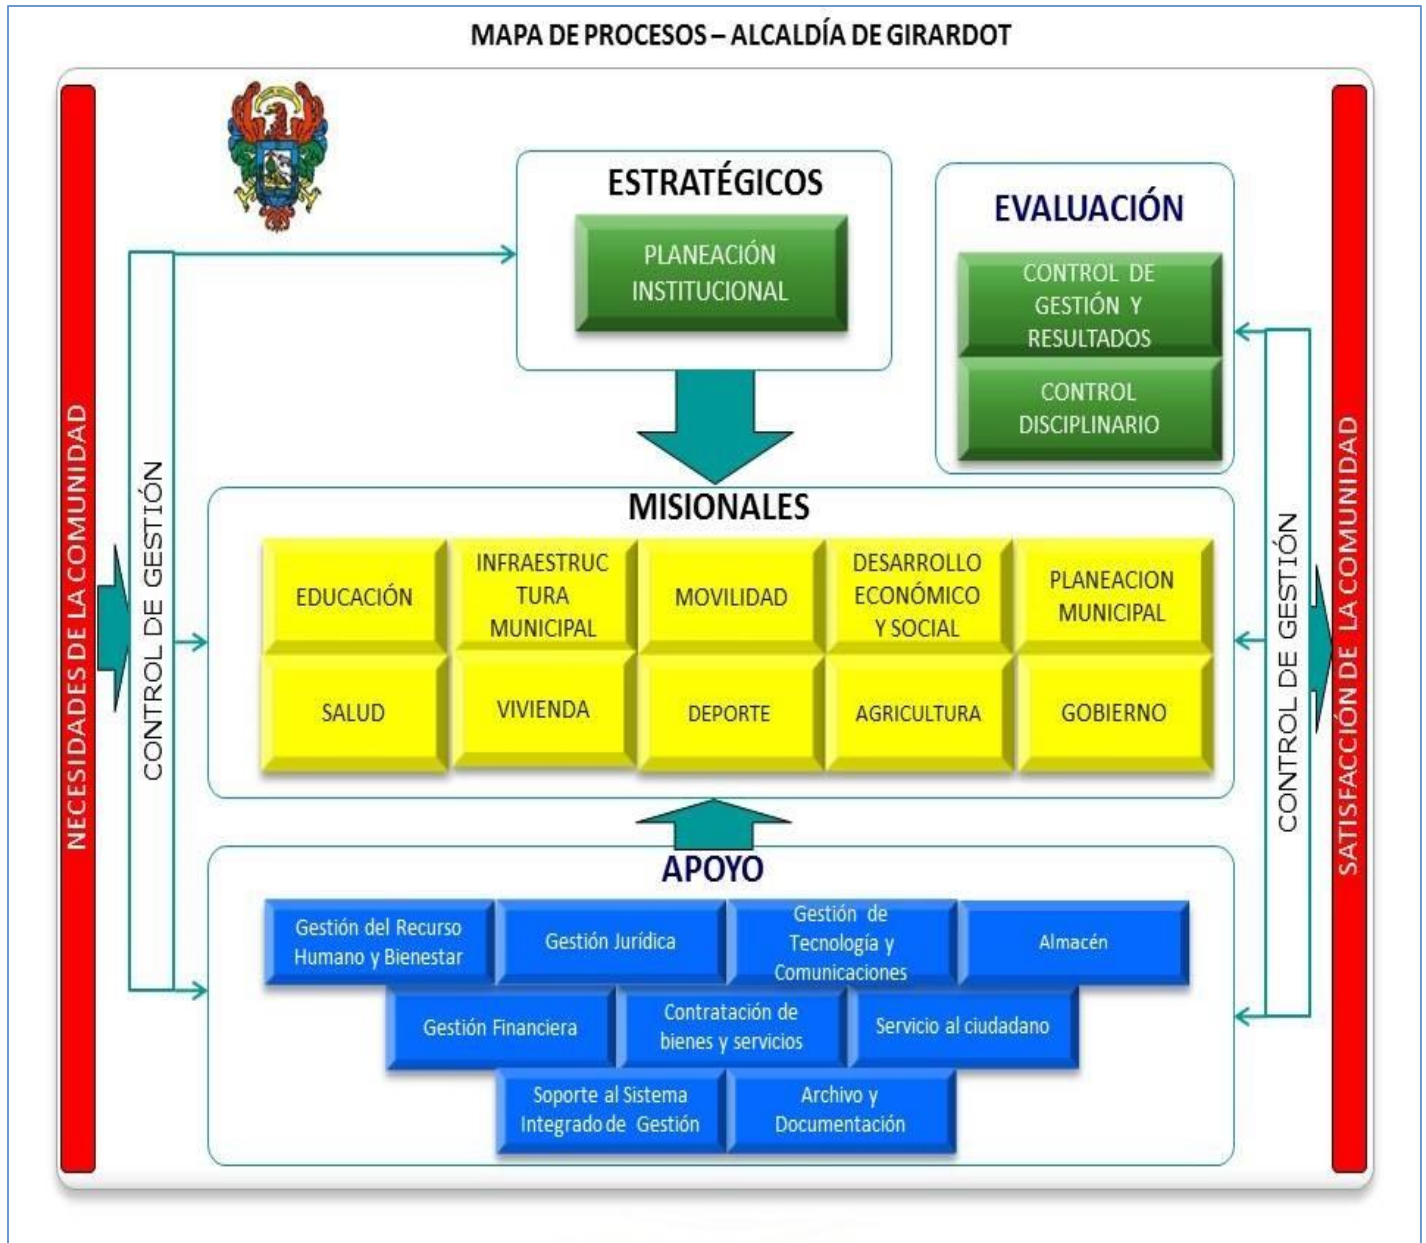 MAPA DE PROCESOS – ALCALDÍA DE GIRARDOT
NECESIDADES DE LA COMUNIDAD
CONTROL DE GESTIÓN
ESTRATÉGICOS
PLANEACIÓN
INSTITUCIONAL
EVALUACIÓN
CONTROL DE
GESTIÓN Y
RESULTADOS
CONTROL
DISCIPLINARIO
MISIONALES
EDUCACIÓN
INFRAESTRUC
TURA
MUNICIPAL
MOVILIDAD
DESARROLLO
ECONÓMICO
Y SOCIAL
PLANEACION
MUNICIPAL
SALUD
VIVIENDA
DEPORTE
AGRICULTURA
GOBIERNO
APOYO
Gestión del Recurso
Humano y Bienestar
Gestión Jurídica
Gestión de
Tecnología y
Comunicaciones
Almacén
Gestión Financiera
Contratación de
bienes y servicios
Servicio al ciudadano
Soporte al Sistema
Integrado de Gestión
Archivo y
Documentación
CONTROL DE GESTIÓN
SATISFACCIÓN DE LA COMUNIDAD